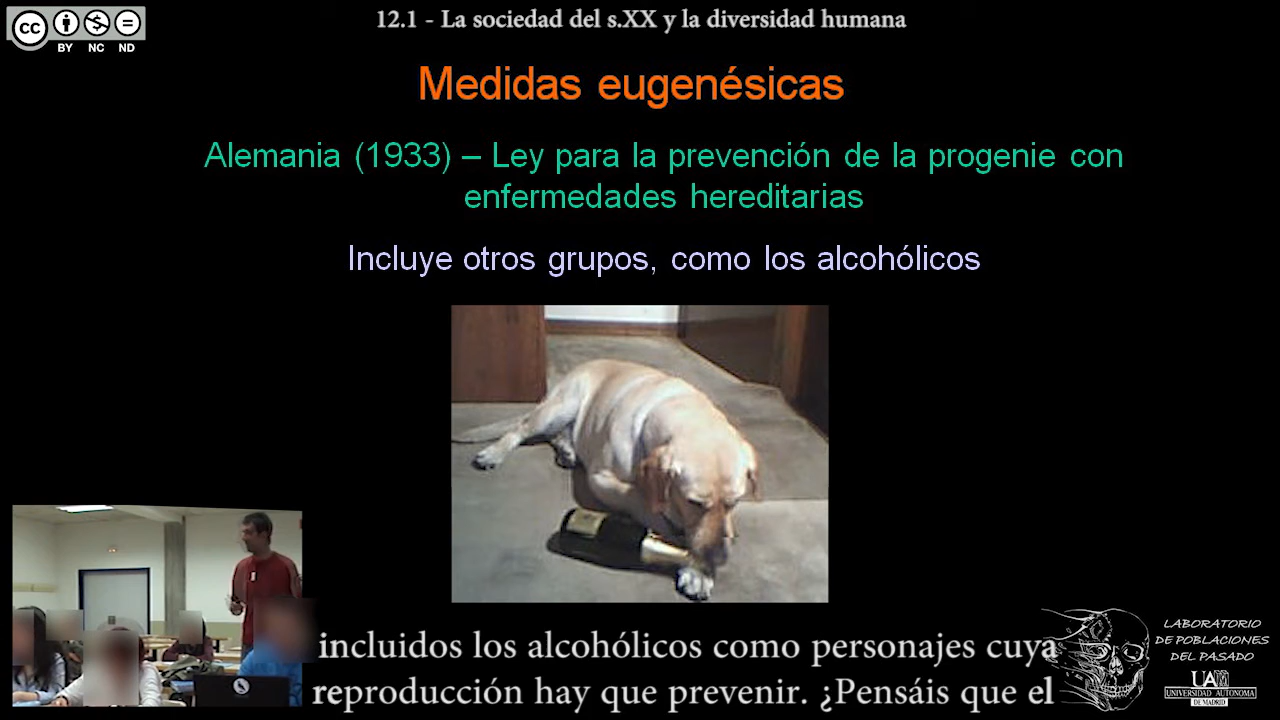 12.1 - La sociedad del s.XX y la diversidad humana
cc
BY NC ND
Medidas eugenésicas
Alemania (1933) – Ley para la prevención de la progenie con
enfermedades hereditarias
Incluye otros grupos, como los alcohólicos
incluidos los alcohólicos como personajes cuya
reproducción hay que prevenir. ¿Pensáis que el
LABORATORIO
DE POBLACIONES
DEL PASADO
UAM
UNIVERSIDAD AUTONOMA
DE MADRID